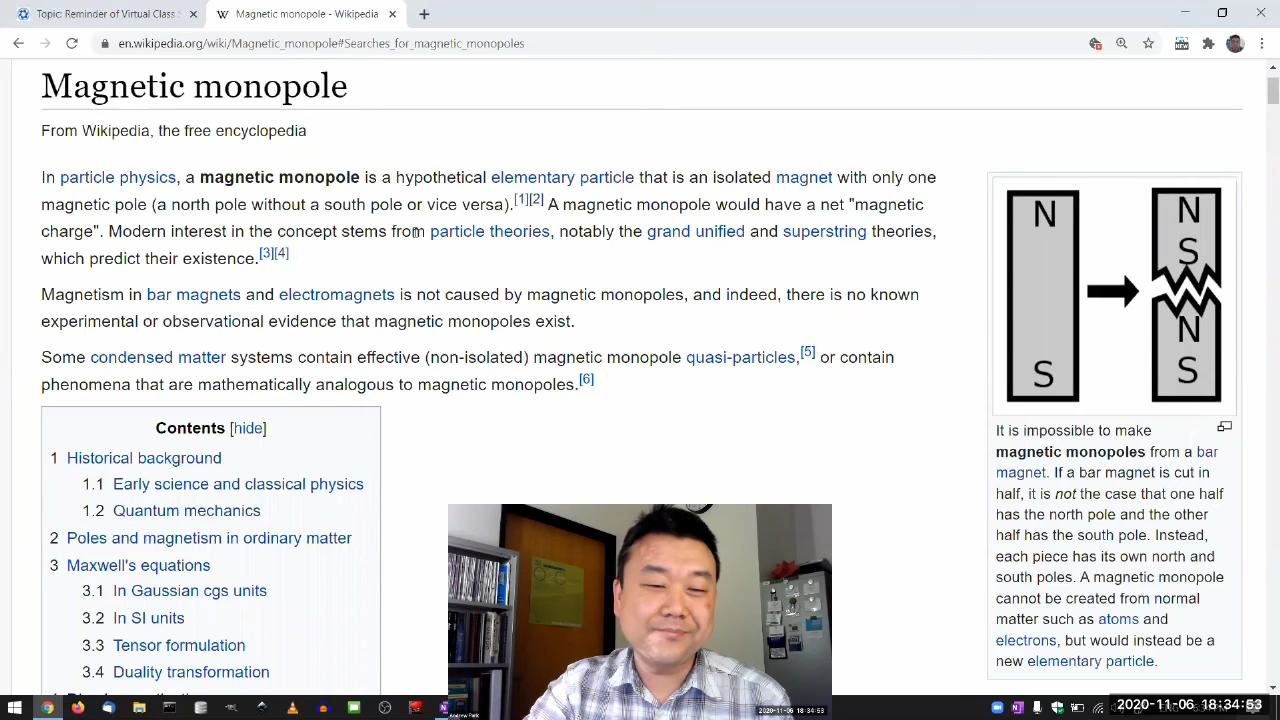 Topic: Reminder of Virtual Class
Magnetic monopole - Wikipedia
en.wikipedia.org/wiki/Magnetic_monopole#Searches_for_magnetic_monopoles
NEW
Magnetic monopole
From Wikipedia, the free encyclopedia
In particle physics, a magnetic monopole is a hypothetical elementary particle that is an isolated magnet with only one
magnetic pole (a north pole without a south pole or vice versa).[1][2] A magnetic monopole would have a net "magnetic
charge". Modern interest in the concept stems from particle theories, notably the grand unified and superstring theories,
which predict their existence.[3][4]
Magnetism in bar magnets and electromagnets is not caused by magnetic monopoles, and indeed, there is no known
experimental or observational evidence that magnetic monopoles exist.
Some condensed matter systems contain effective (non-isolated) magnetic monopole quasi-particles,[5] or contain
phenomena that are mathematically analogous to magnetic monopoles.[6]
Contents [hide]
1 Historical background
1.1 Early science and classical physics
1.2 Quantum mechanics
2 Poles and magnetism in ordinary matter
3 Maxwell's equations
3.1 In Gaussian cgs units
3.2 In SI units
3.3 Tensor formulation
3.4 Duality transformation
N
S
N
S
N
S
It is impossible to make
magnetic monopoles from a bar
magnet. If a bar magnet is cut in
half, it is not the case that one half
has the north pole and the other
half has the south pole. Instead,
each piece has its own north and
south poles. A magnetic monopole
cannot be created from normal
matter such as atoms and
electrons, but would instead be a
new elementary particle.
Andrew Park
2020-11-06 18:34:53
2020-11-06 18:34:53